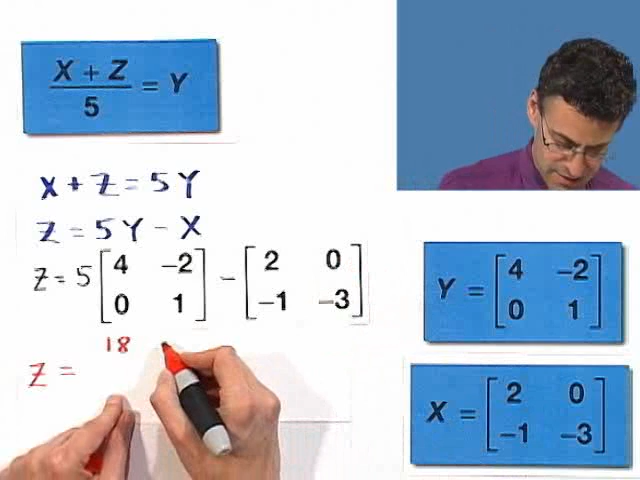 X + Z
5
= Y
X + Z = 5Y
Z = 5Y - X
Z = 5 [4 -2] - [2 0]
[0 1] [-1 -3]
18
Z =
Y = [4 -2]
[0 1]
X = [2 0]
[-1 -3]